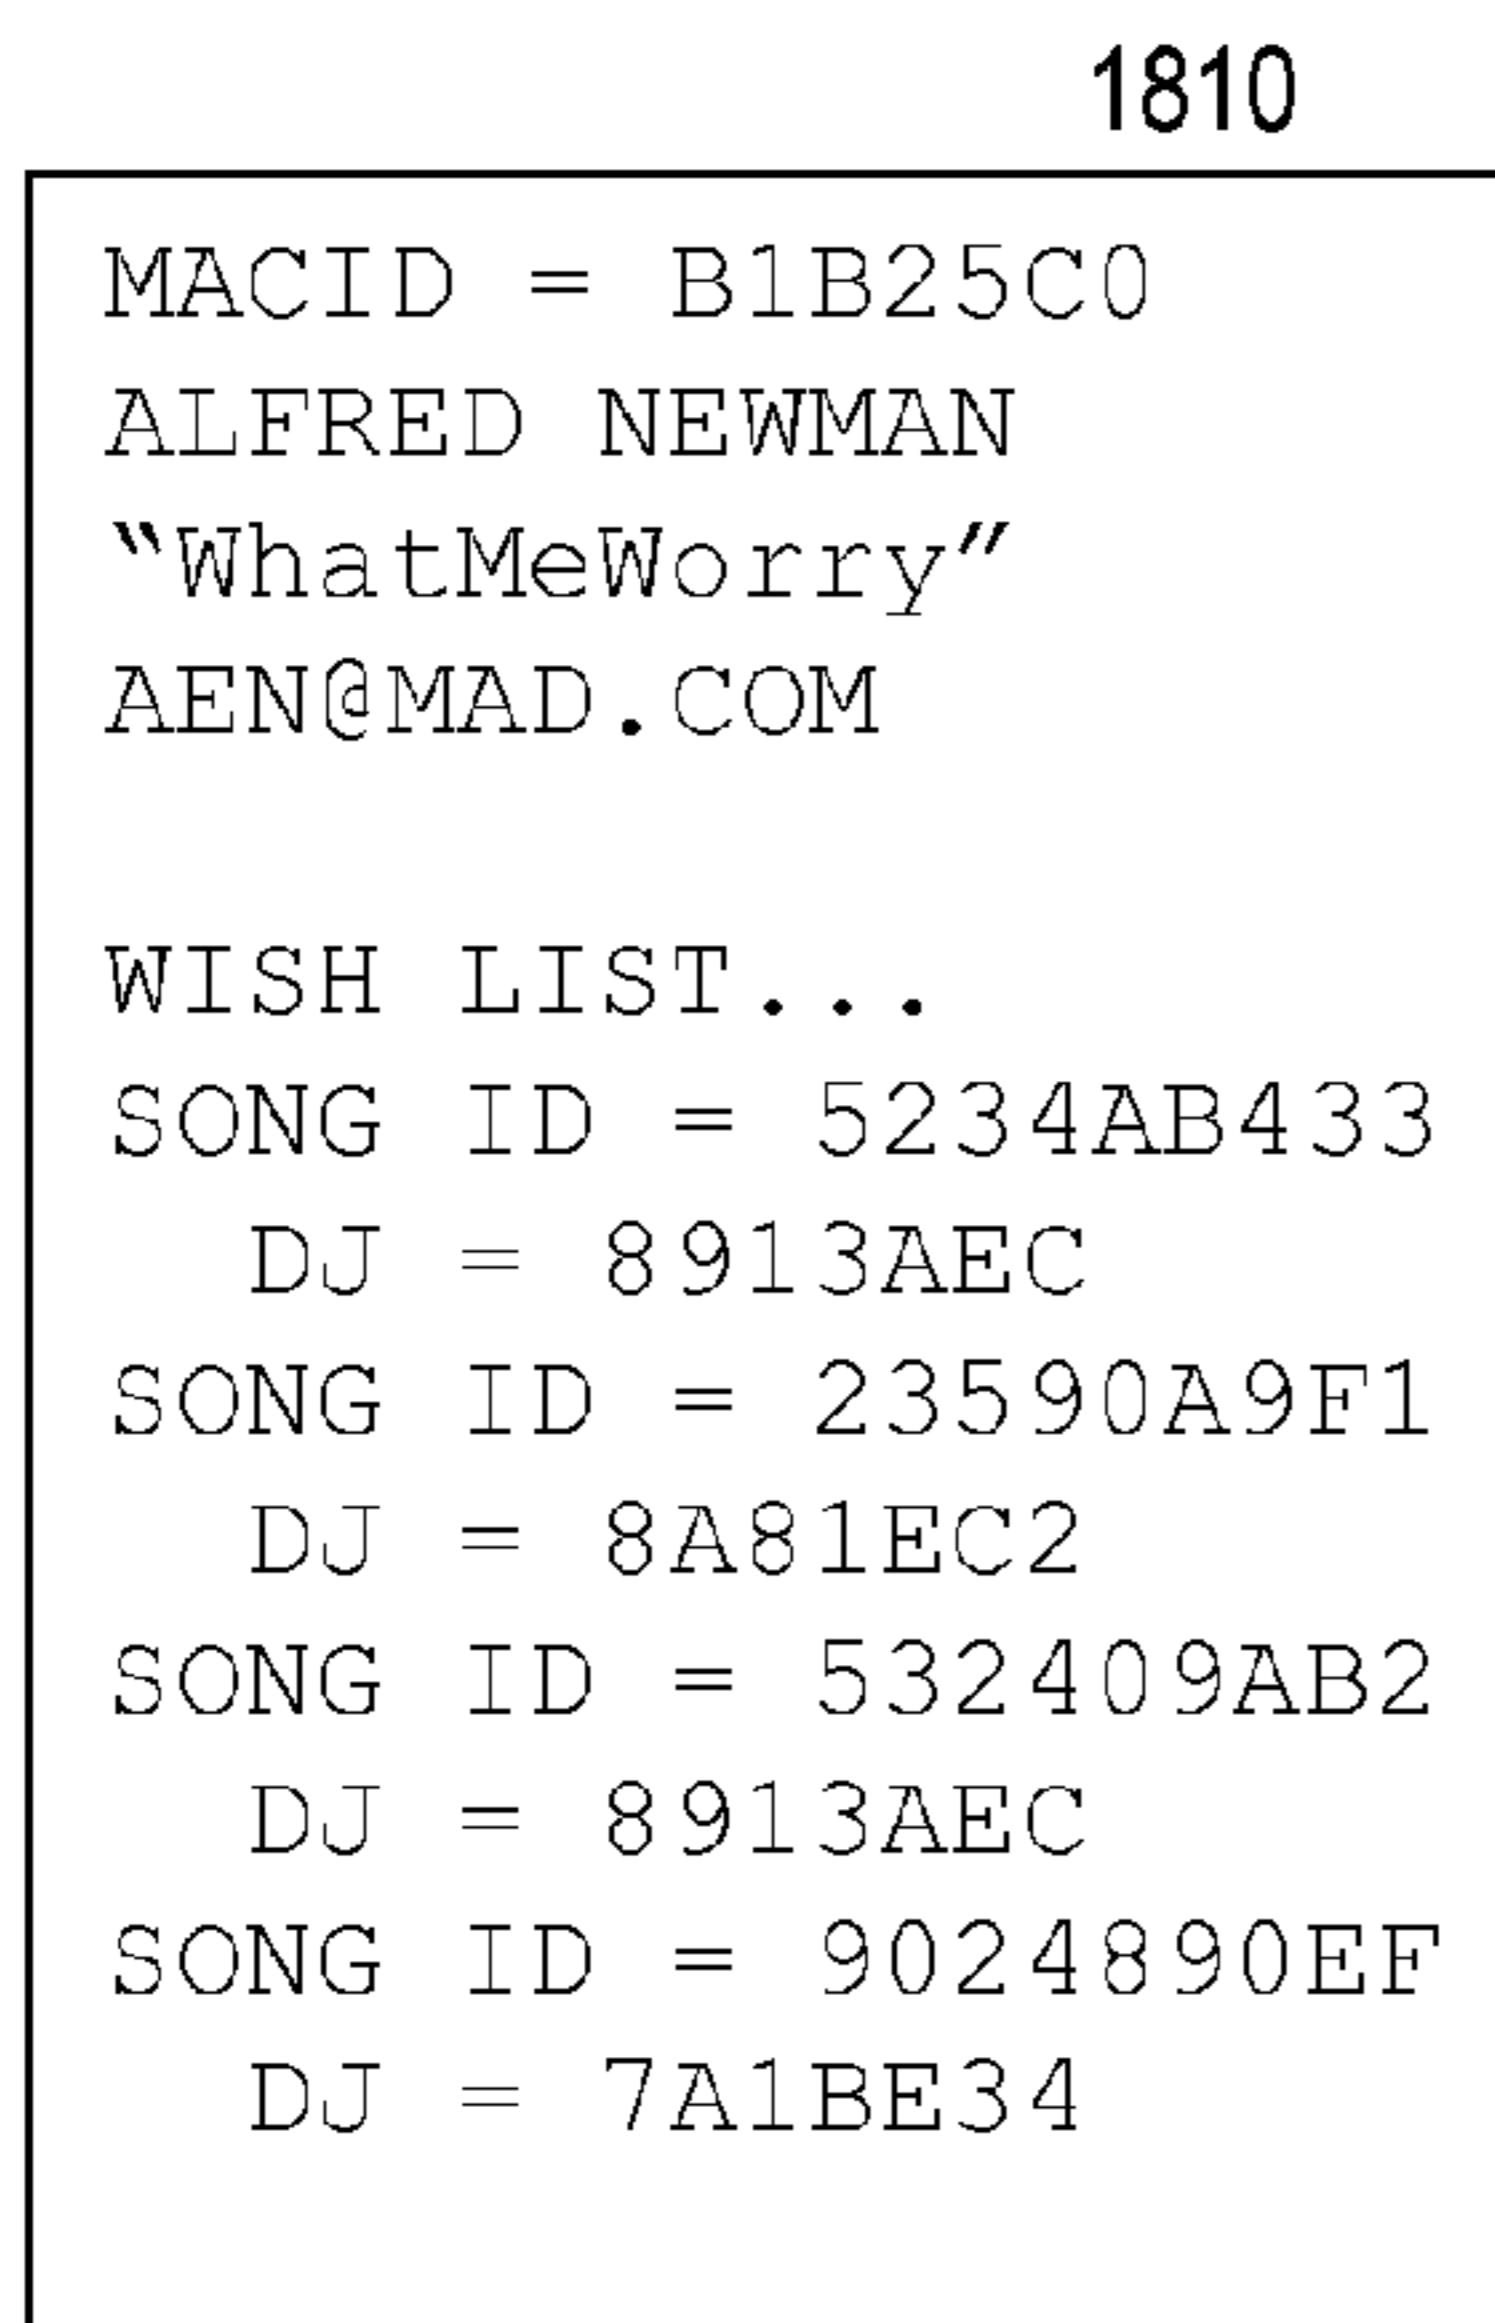 1810
MACID = B1B25C0
ALFRED NEWMAN
“WhatMeWorry”
AEN@MAD.COM
WISH LIST...
SONG ID = 5234AB433
DJ = 8913AEC
SONG ID = 23590A9F1
DJ = 8A81EC2
SONG ID = 532409AB2
DJ = 8913AEC
SONG ID = 9024890EF
DJ = 7A1BE34